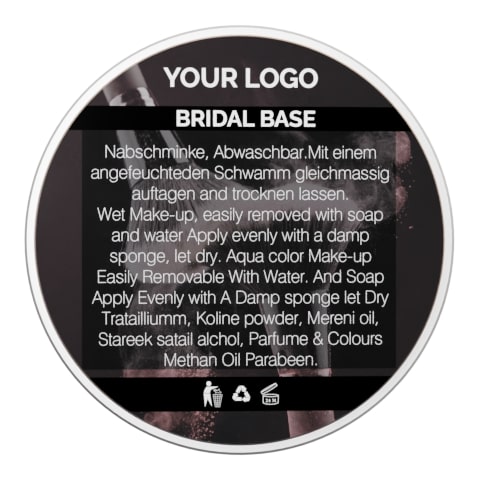 YOUR LOGO
BRIDAL BASE
Nabschminke, Abwaschbar.Mit einem
angefeuchteden Schwamm gleichmassig
auftagen and trocknen lassen.
Wet Make-up, easily removed with soap
and water Apply evenly with a damp
sponge, let dry. Aqua color Make-up
Easily Removable With Water. And Soap
Apply Evenly with A Damp sponge let Dry
Tratailliumm, Koline powder, Mereni oil,
Stareek satail alchol, Parfume & Colours
Methan Oil Parabeen.